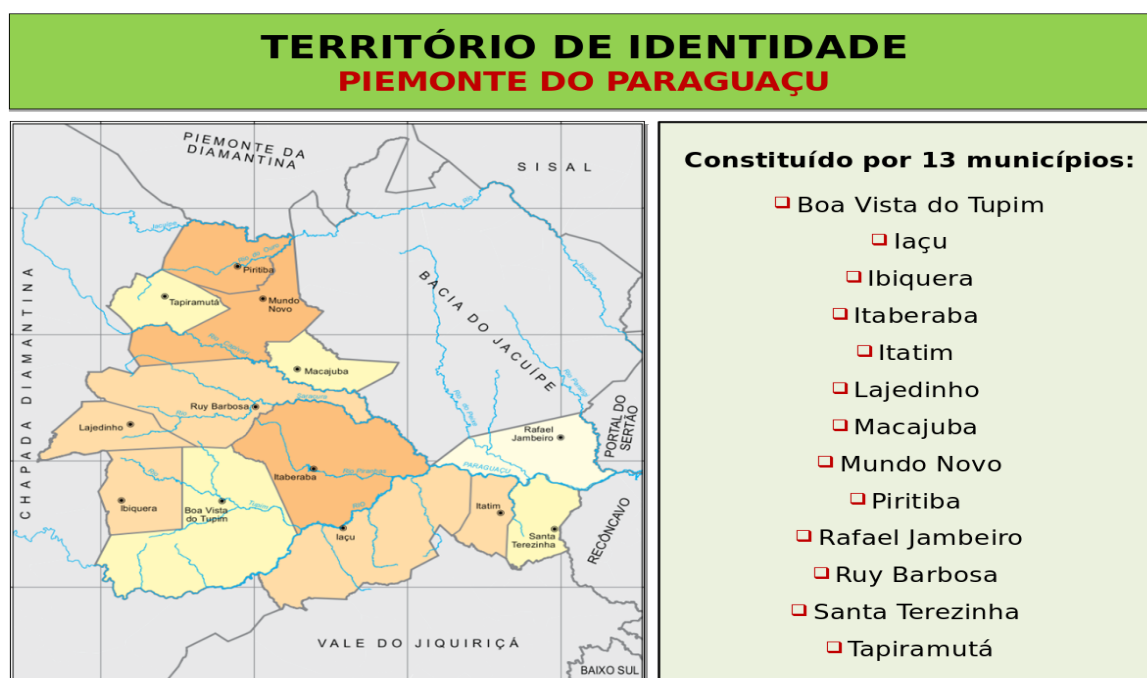 TERRITÓRIO DE IDENTIDADE
PIEMONTE DO PARAGUAÇU
PIEMONTE DA
DIAMANTINA
SISAL
CHAPADA DIAMANTINA
BACIA DO JACUÍPE
PORTAL DO
SERTÃO
RECÔNCAVO
VALE DO JIQUIRIÇÁ
BAIXO SUL
Piritiba
Tapiramutá
Mundo
Novo
Macajuba
Ruy Barbosa
Lajedinho
Rafael
Jambeiro
PARAGUAÇU
Itaberaba
Ibiquera
Boa Vista
do Tupim
Iaçu
Itatim
Santa
Terezinha
Constituído por 13 municípios:
Boa Vista do Tupim
Iaçu
Ibiquera
Itaberaba
Itatim
Lajedinho
Macajuba
Mundo Novo
Piritiba
Rafael Jambeiro
Ruy Barbosa
Santa Terezinha
Tapiramutá